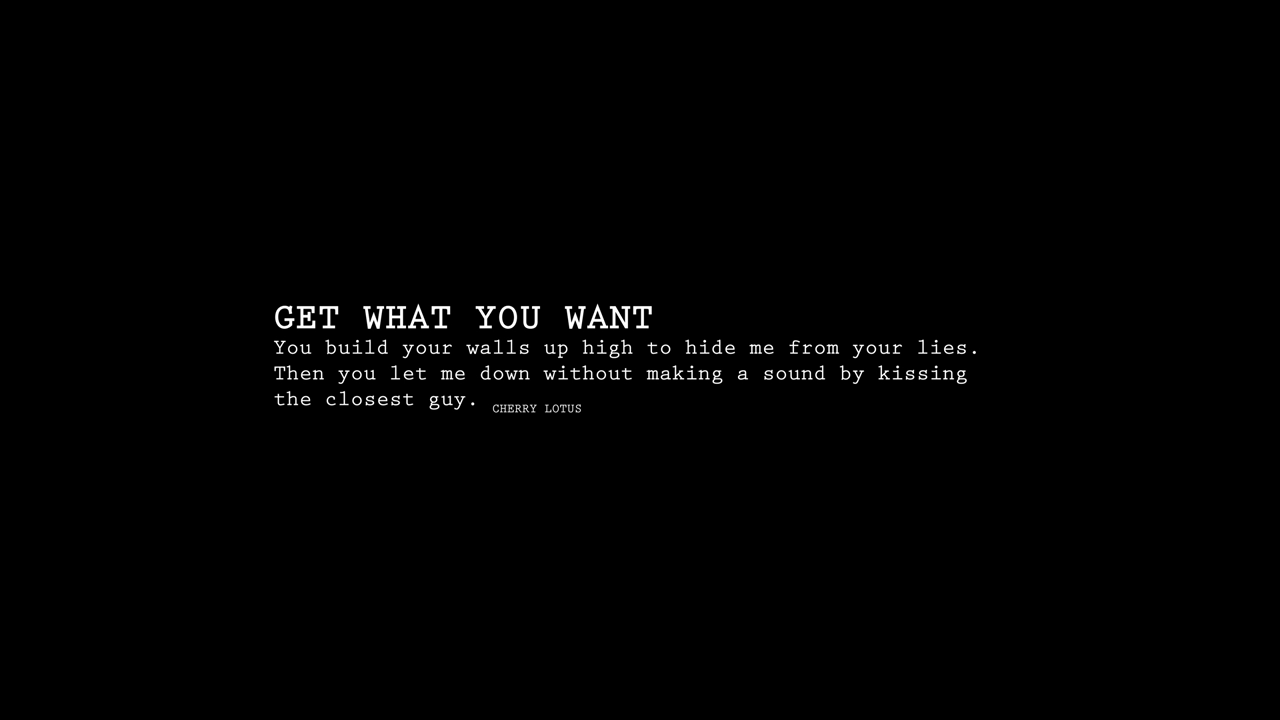 GET WHAT YOU WANT
You build your walls up high to hide me from your lies.
Then you let me down without making a sound by kissing
the closest guy. CHERRY LOTUS